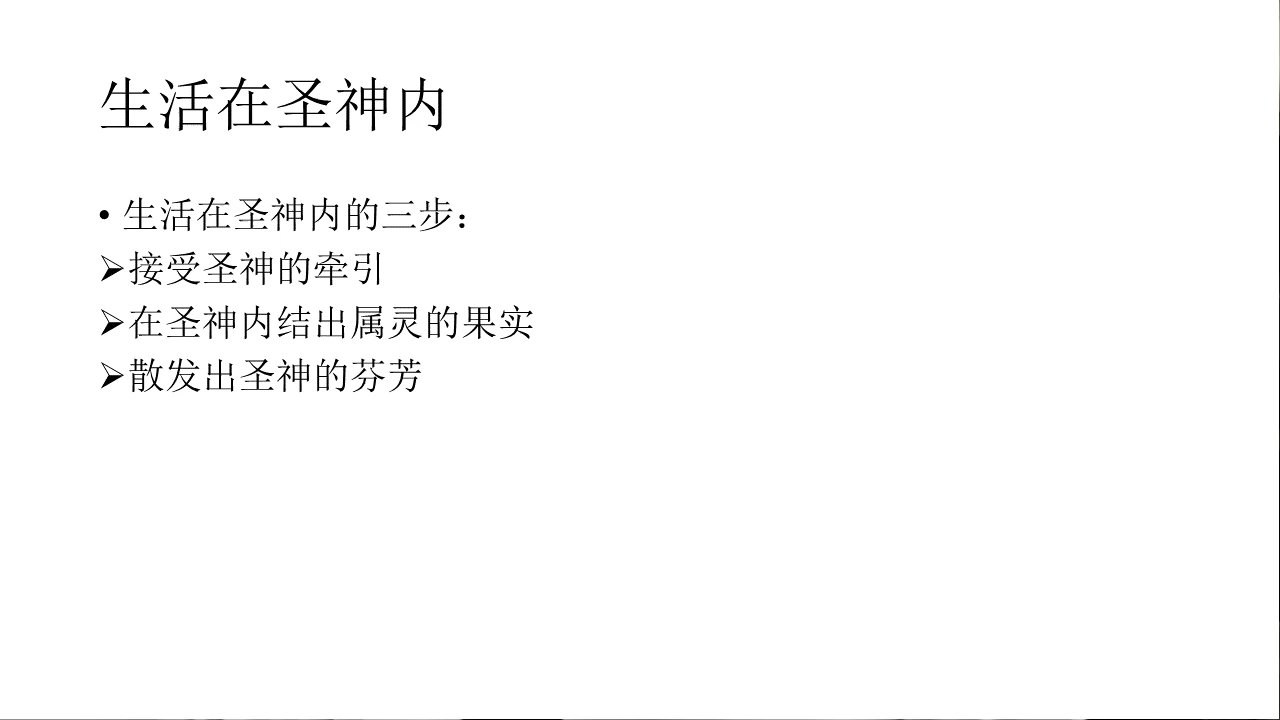 生活在圣神内
• 生活在圣神内的三步：
➢接受圣神的牵引
➢在圣神内结出属灵的果实
➢散发出圣神的芬芳